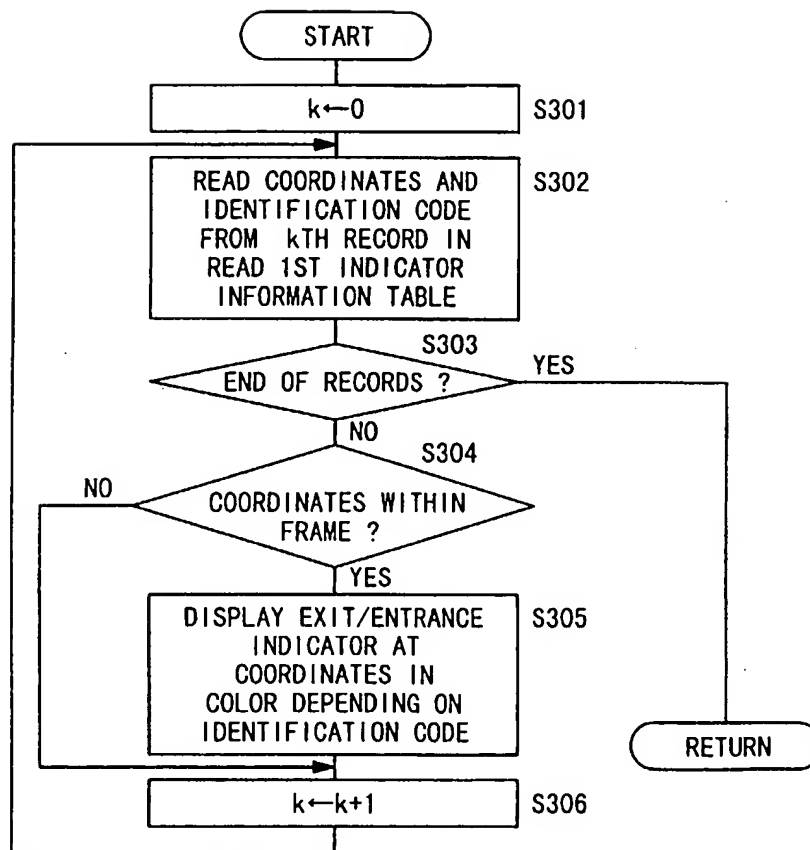 START
k←0
S301
READ COORDINATES AND
IDENTIFICATION CODE
FROM kTH RECORD IN
READ 1ST INDICATOR
INFORMATION TABLE
S302
S303
END OF RECORDS ?
YES
NO
S304
NO
COORDINATES WITHIN
FRAME ?
YES
DISPLAY EXIT/ENTRANCE
INDICATOR AT
COORDINATES IN
COLOR DEPENDING ON
IDENTIFICATION CODE
S305
RETURN
k←k+1
S306